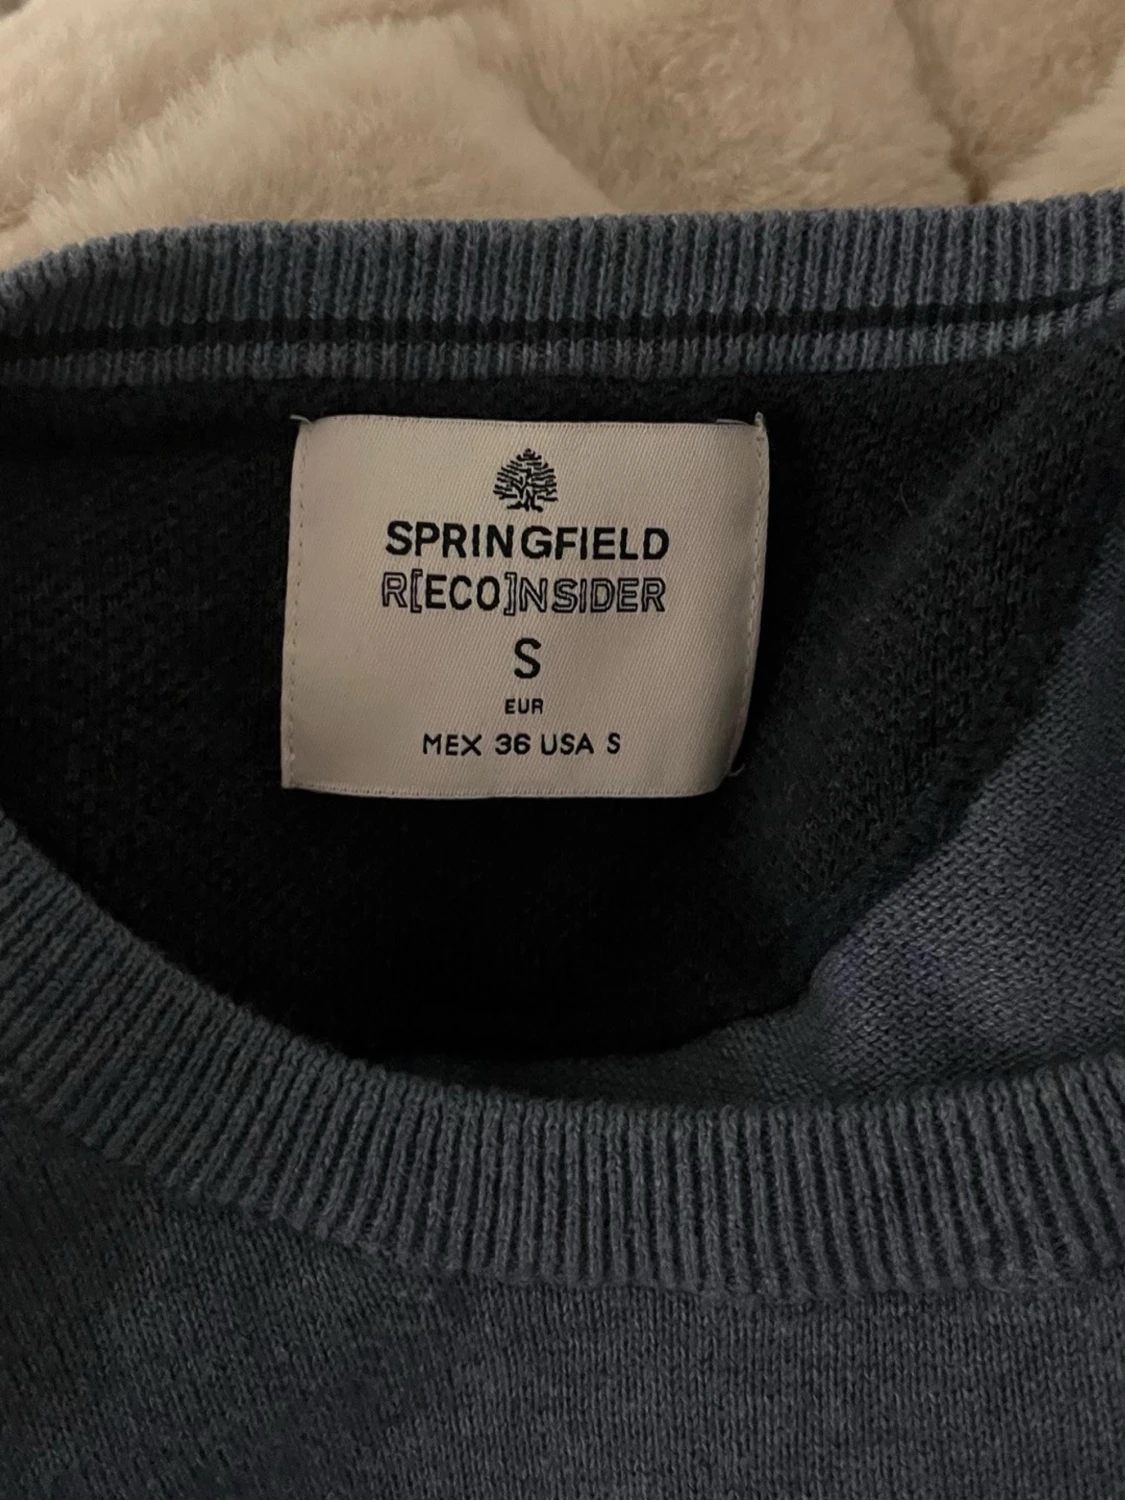 SPRINGFIELD
R[ECO]NSIDER
S
EUR
MEX 36 USA S